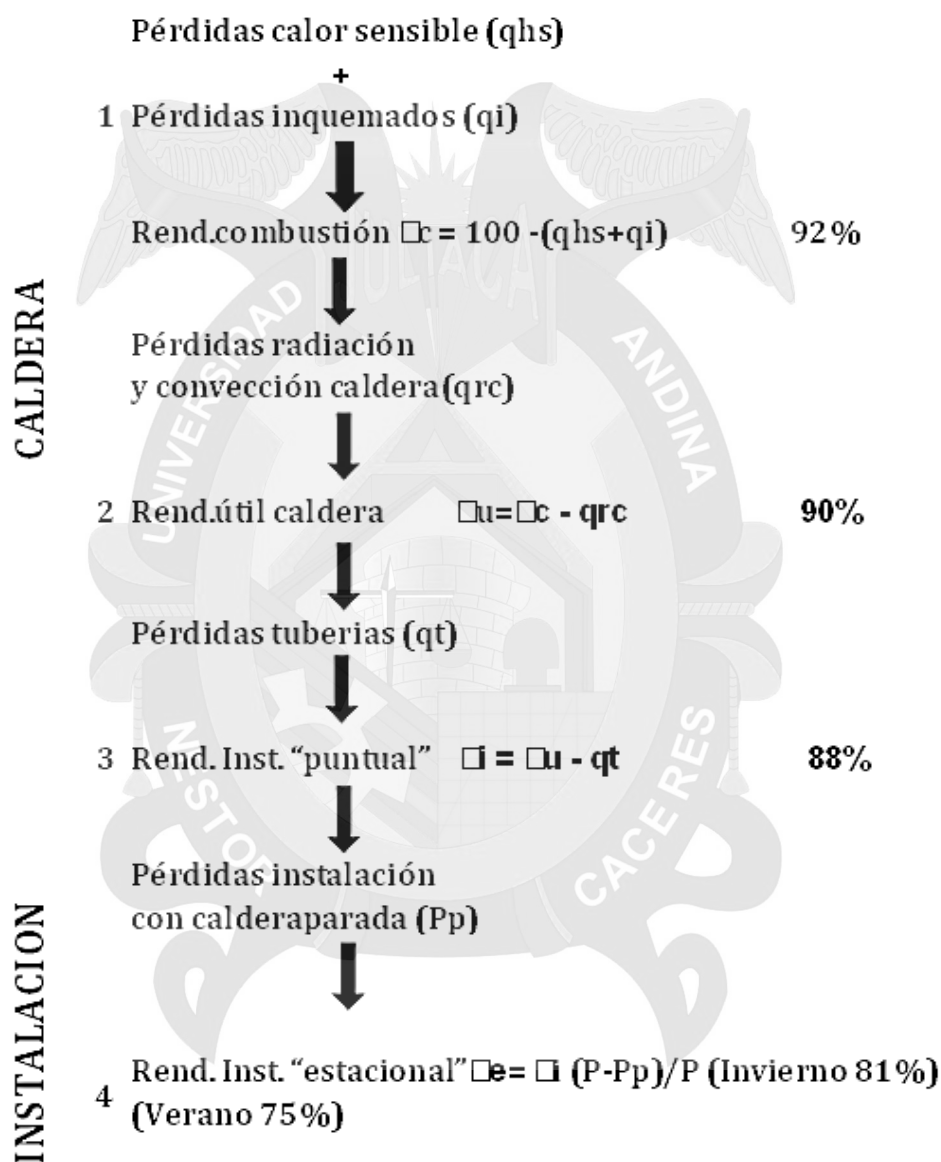 Pérdidas calor sensible (qhs)
+
1 Pérdidas inquemados (qi)
Rend.combustión □c = 100 -(qhs+qi) 92%
CALDERA
Pérdidas radiación
y convección caldera(qrc)
2 Rend.útil caldera □u=□c - qrc 90%
Pérdidas tuberias (qt)
3 Rend. Inst. “puntual” □i = □u - qt 88%
Pérdidas instalación
con calderaparada (Pp)
INSTALACION
4 Rend. Inst. “estacional”□e= □i (P-Pp)/P (Invierno 81%)
(Verano 75%)
UNIVERSIDAD ANDINA
NESTOR CACERES
JULIACA